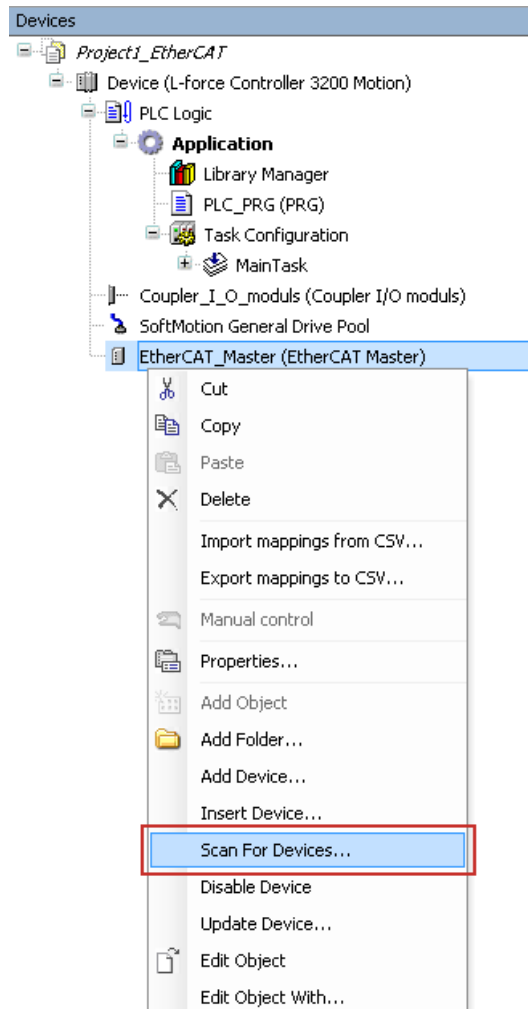 Devices
Project1_EtherCAT
Device (L-force Controller 3200 Motion)
PLC Logic
Application
Library Manager
PLC_PRG (PRG)
Task Configuration
MainTask
Coupler_I_O_moduls (Coupler I/O moduls)
SoftMotion General Drive Pool
EtherCAT_Master (EtherCAT Master)
Cut
Copy
Paste
Delete
Import mappings from CSV...
Export mappings to CSV...
Manual control
Properties...
Add Object
Add Folder...
Add Device...
Insert Device...
Scan For Devices...
Disable Device
Update Device...
Edit Object
Edit Object With...